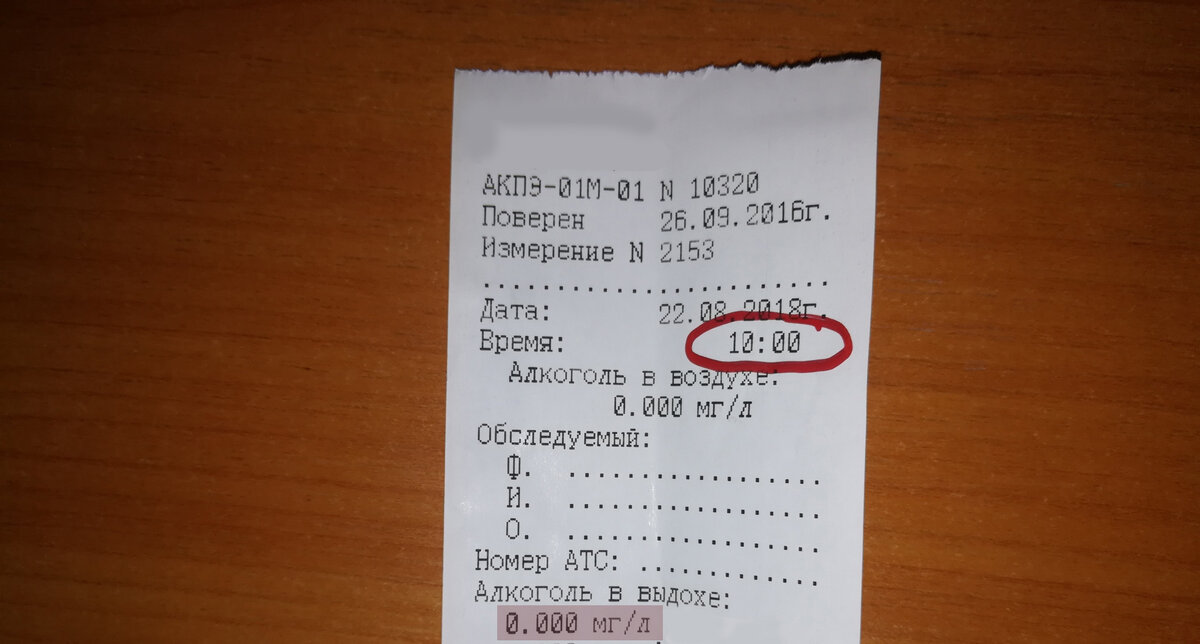 АКПЭ-01М-01 N 10320
Поверен 26.09.2016г.
Измерение N 2153
........................
Дата: 22.08.2018г.
Время: 10:00
Алкоголь в воздухе:
0.000 мг/л
Обследуемый:
Ф. ..................
И. ..................
О. ..................
Номер АТС: .............
Алкоголь в выдохе:
0.000 мг/л